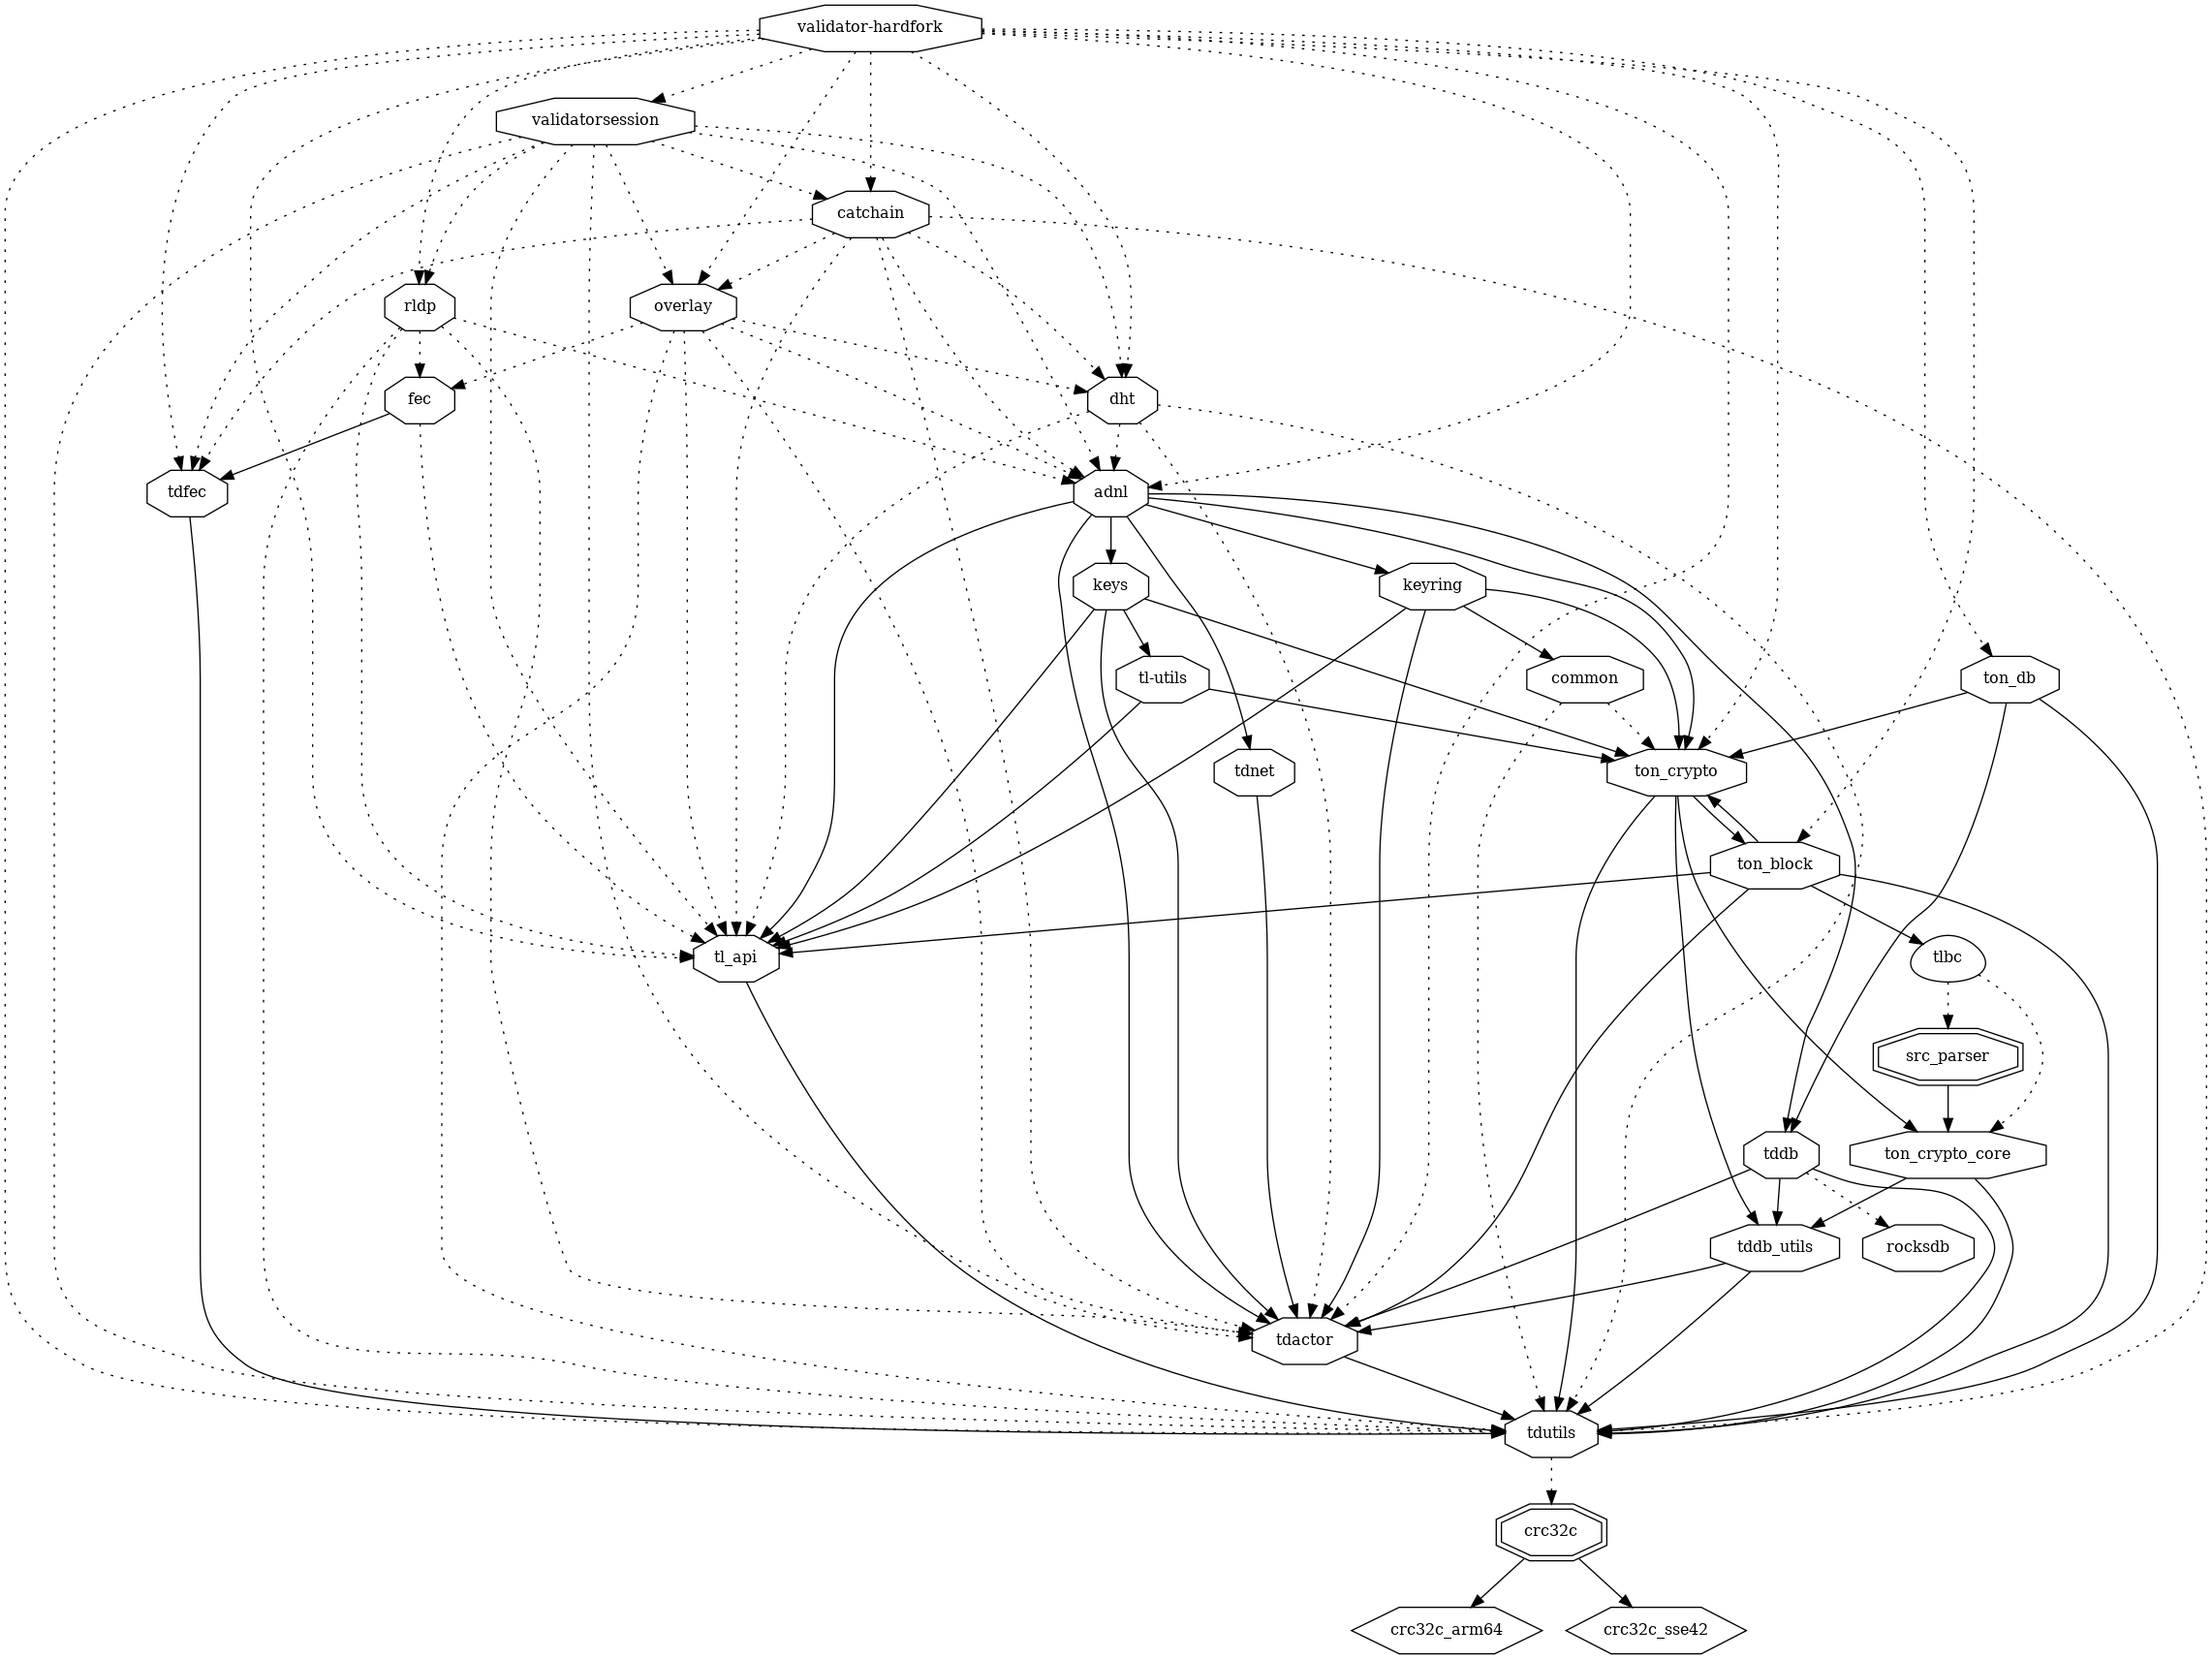 validator-hardfork
validatorsession
catchain
rldp
overlay
fec
dht
tdfec
adnl
keys
keyring
tl-utils
common
ton_db
tdnet
ton_crypto
ton_block
tl_api
tlbc
src_parser
tddb
ton_crypto_core
tddb_utils
rocksdb
tdactor
tdutils
crc32c
crc32c_arm64
crc32c_sse42